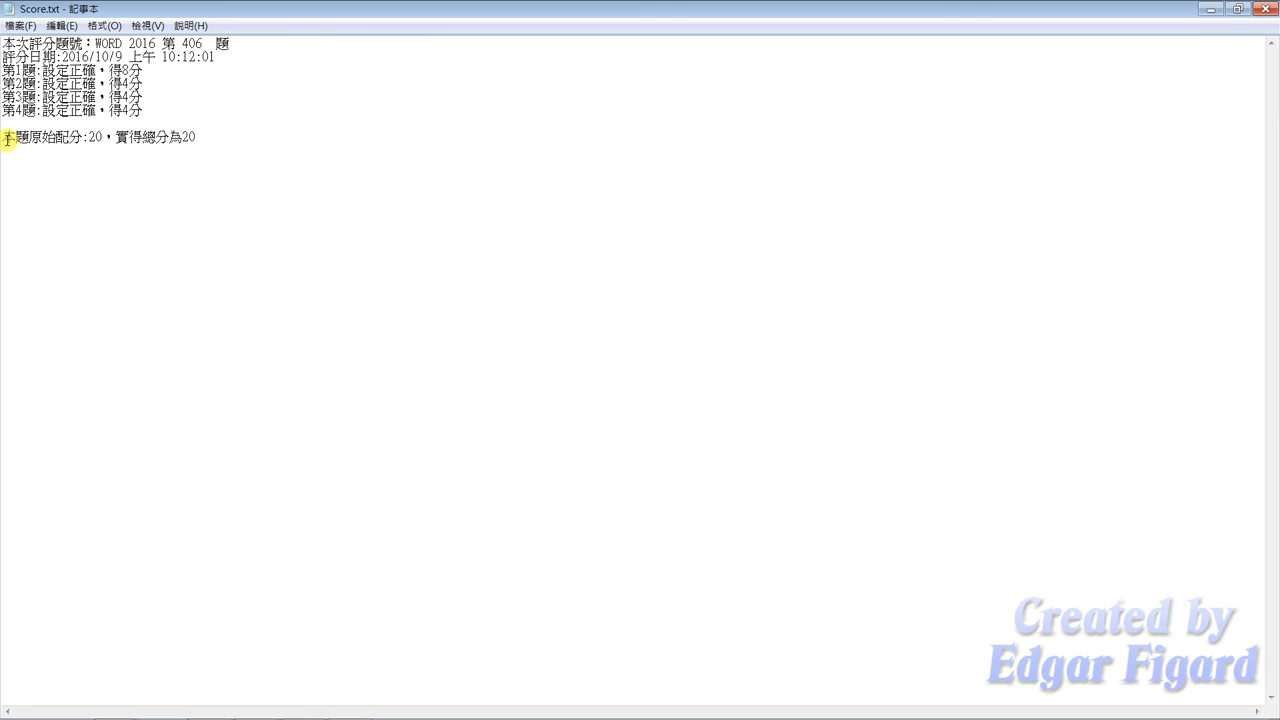 Score.txt - 記事本
檔案(F) 編輯(E) 格式(O) 檢視(V) 說明(H)
本次評分題號：WORD 2016 第 406 題
評分日期:2016/10/9 上午 10:12:01
第1題:設定正確，得8分
第2題:設定正確，得4分
第3題:設定正確，得4分
第4題:設定正確，得4分
本題原始配分:20，實得總分為20
Created by
Edgar Figard